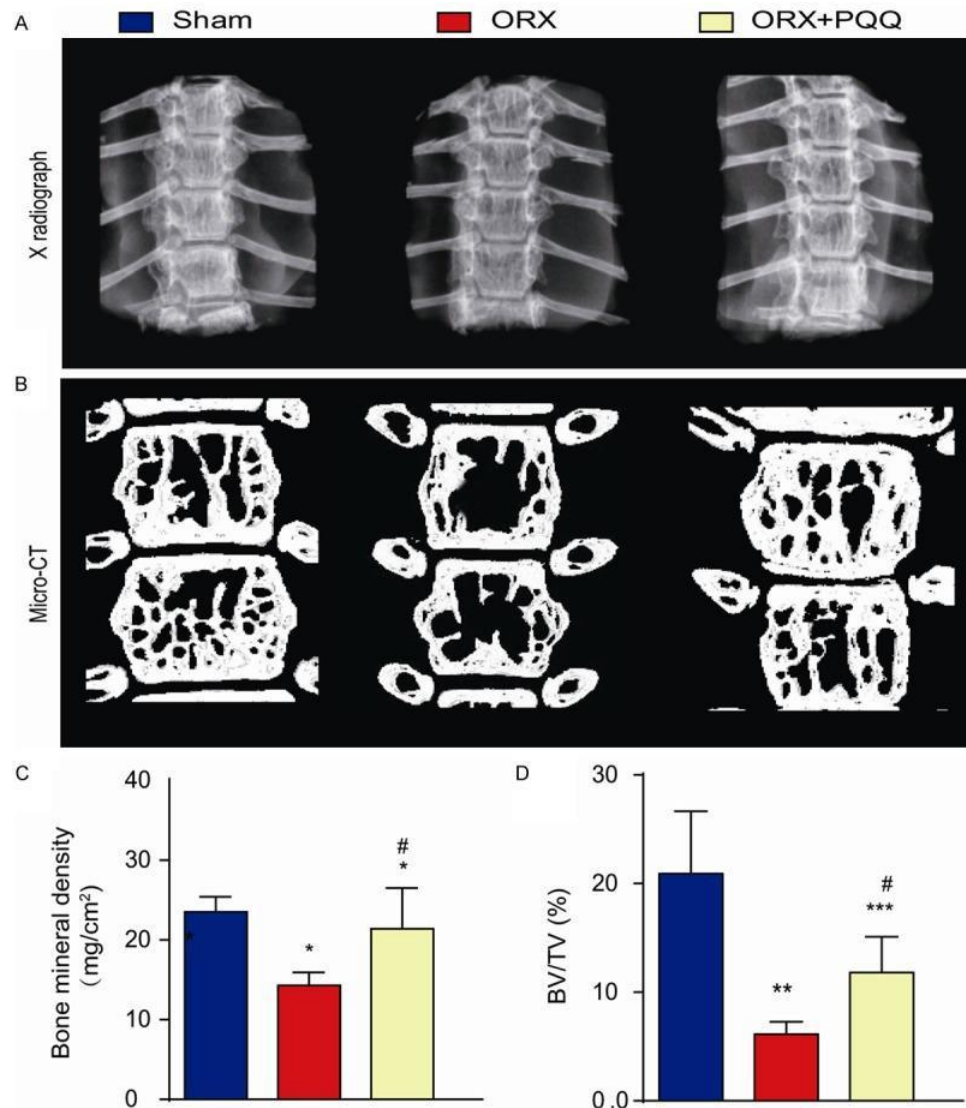 A
Sham ORX ORX+PQQ
X radiograph
B
Micro-CT
C
Bone mineral density
(mg/cm²)
40
30
20
10
0
*
*
#
*
D
BV/TV (%)
30
20
10
0.0
**
#
***